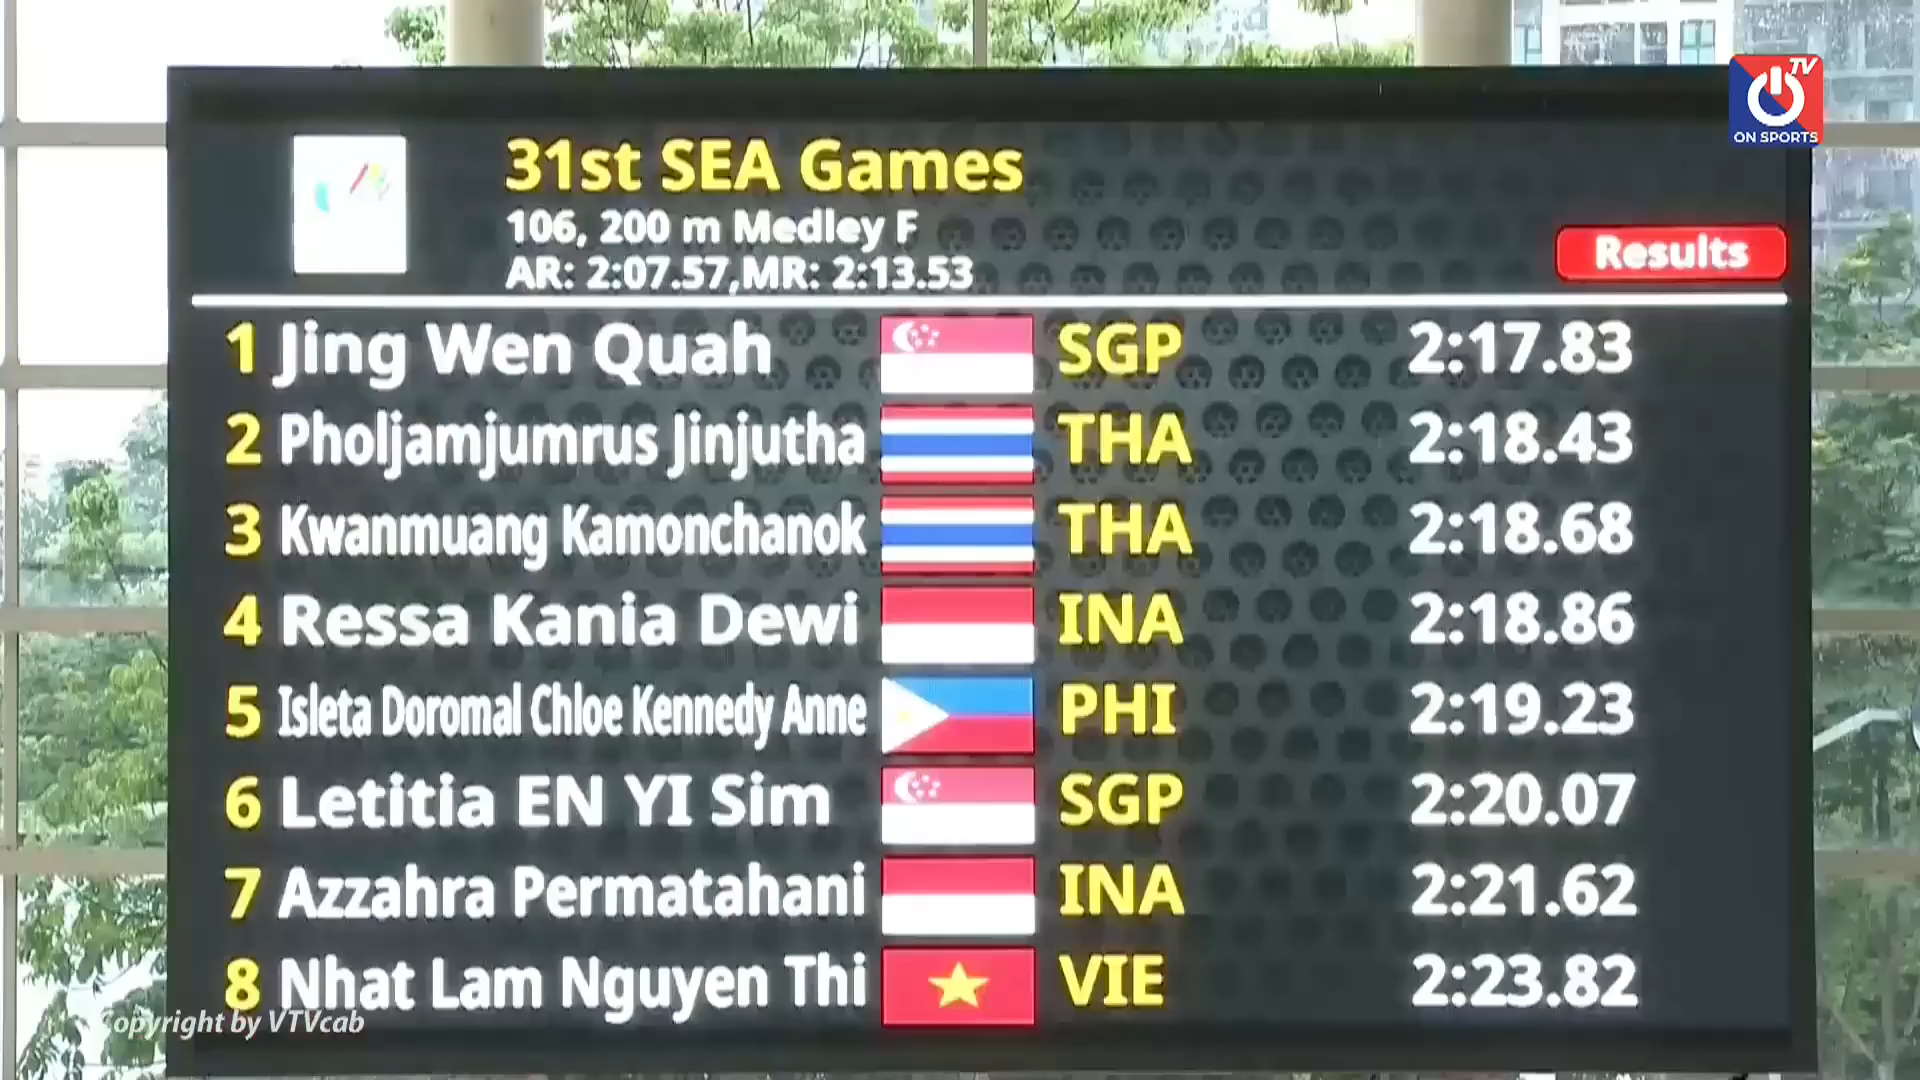 TV
ON SPORTS
31st SEA Games
106, 200 m Medley F
AR: 2:07.57,MR: 2:13.53
Results
1 Jing Wen Quah SGP 2:17.83
2 Pholjamjumrus Jinjutha THA 2:18.43
3 Kwanmuang Kamonchanok THA 2:18.68
4 Ressa Kania Dewi INA 2:18.86
5 Isleta Doromal Chloe Kennedy Anne PHI 2:19.23
6 Letitia EN YI Sim SGP 2:20.07
7 Azzahra Permatahani INA 2:21.62
8 Nhat Lam Nguyen Thi VIE 2:23.82
Copyright by VTVcab